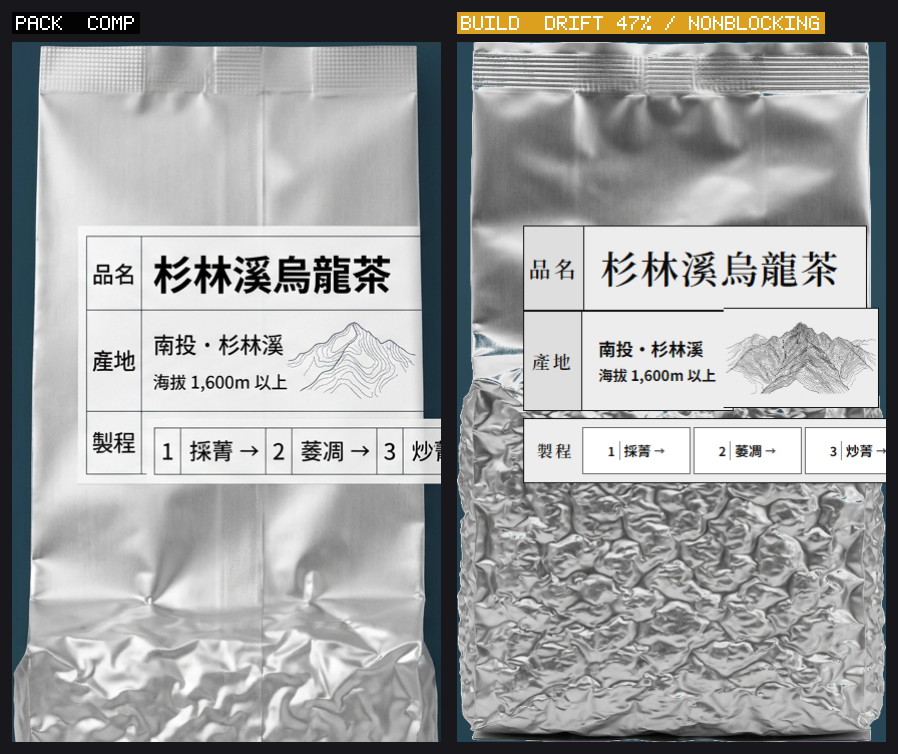 PACK COMP
BUILD DRIFT 47% / NONBLOCKING
品名 杉林溪烏龍茶
產地 南投・杉林溪
海拔 1,600m 以上
製程 1 採菁 → 2 萎凋 → 3 炒菁
品名 杉林溪烏龍茶
產地 南投・杉林溪
海拔 1,600m 以上
製程 1 採菁 → 2 萎凋 → 3 炒菁 →